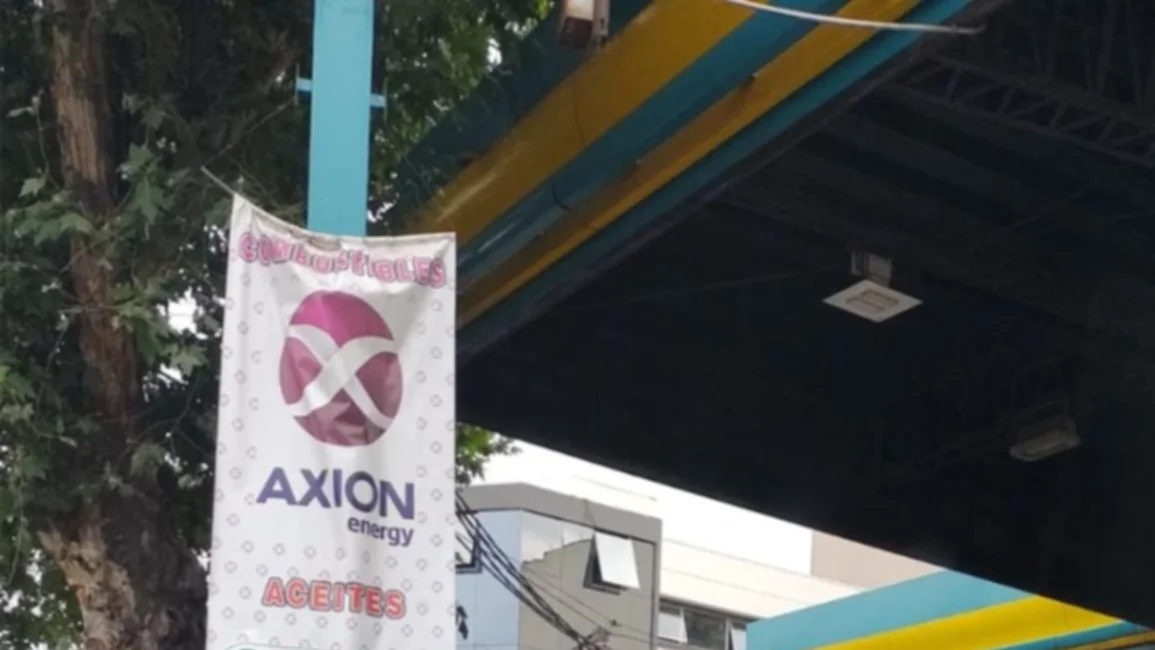 COMBUSTIBLES
AXION
energy
ACEITES